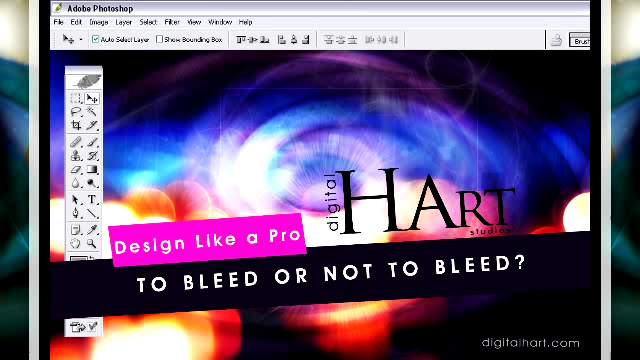 Adobe Photoshop
File Edit Image Layer Select Filter View Window Help
Auto Select Layer Show Bounding Box
Brush
digital
HART
studios
Design Like a Pro
TO BLEED OR NOT TO BLEED?
digitalhart.com